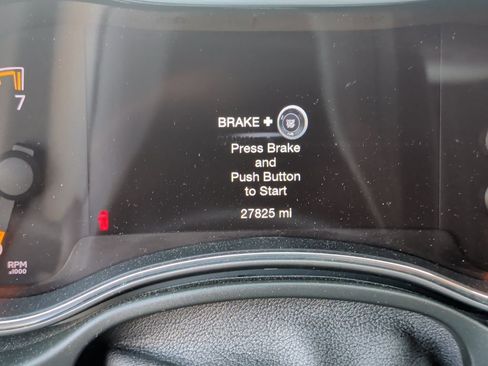 7
BRAKE +
Press Brake
and
Push Button
to Start
27825 mi
RPM
x1000